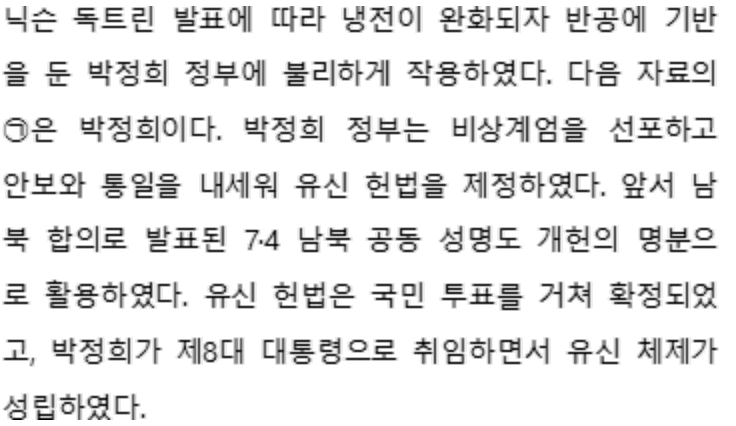 닉슨 독트린 발표에 따라 냉전이 완화되자 반공에 기반
을 둔 박정희 정부에 불리하게 작용하였다. 다음 자료의
㉠은 박정희이다. 박정희 정부는 비상계엄을 선포하고
안보와 통일을 내세워 유신 헌법을 제정하였다. 앞서 남
북 합의로 발표된 7·4 남북 공동 성명도 개헌의 명분으
로 활용하였다. 유신 헌법은 국민 투표를 거쳐 확정되었
고, 박정희가 제8대 대통령으로 취임하면서 유신 체제가
성립하였다.